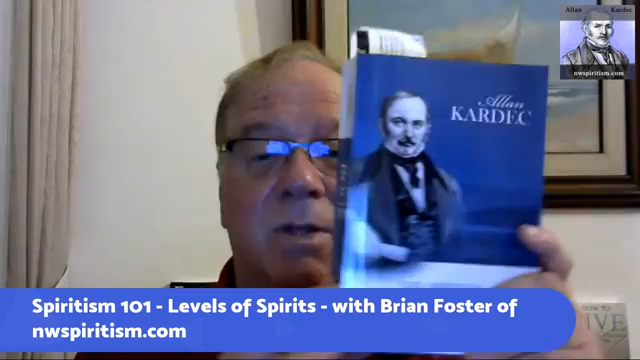 Allan Kardec
nwspiritism.com
Allan
KARDEC
Spiritism 101 - Levels of Spirits - with Brian Foster of
nwspiritism.com